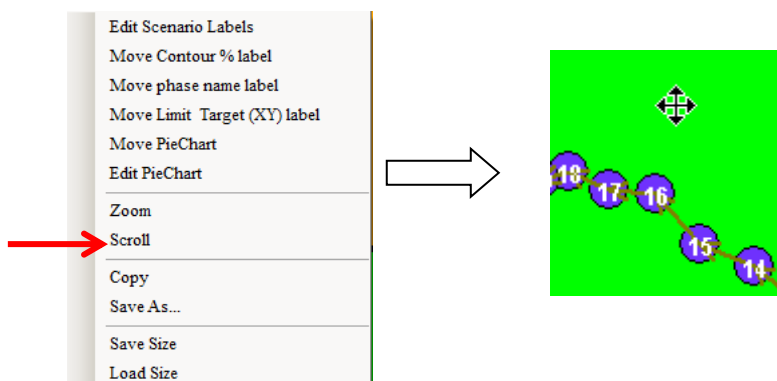 Edit Scenario Labels
Move Contour % label
Move phase name label
Move Limit  Target (XY) label
Move PieChart
Edit PieChart
Zoom
Scroll
Copy
Save As...
Save Size
Load Size
18
17
16
15
14